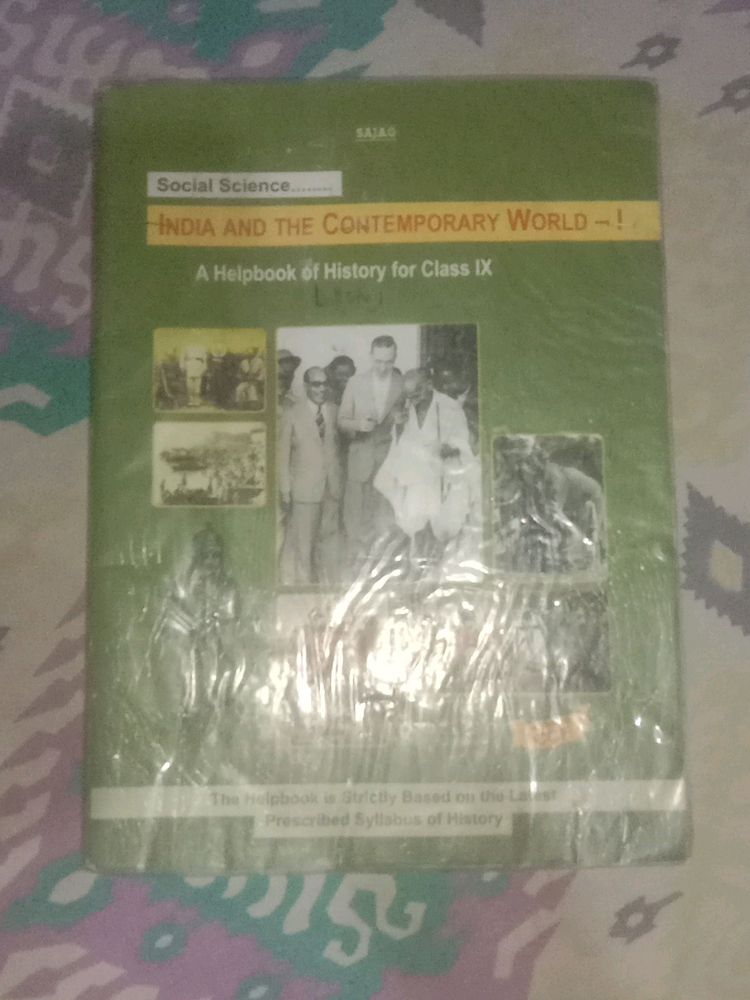 SAJAG
Social Science........
INDIA AND THE CONTEMPORARY WORLD – I
A Helpbook of History for Class IX
The Helpbook is Strictly Based on the Latest
Prescribed Syllabus of History